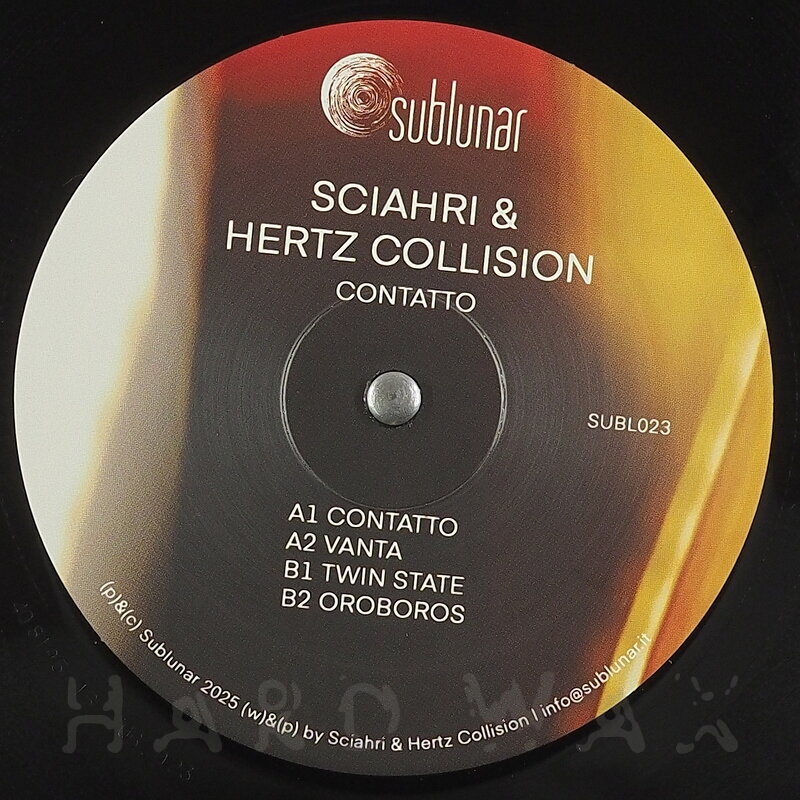 sublunar
SCIAHRI &
HERTZ COLLISION
CONTATTO
SUBL023
A1 CONTATTO
A2 VANTA
B1 TWIN STATE
B2 OROBOROS
(p)&(c) Sublunar 2025 (w)&(p) by Sciahri & Hertz Collision | info@sublunar.it
HARD WAX